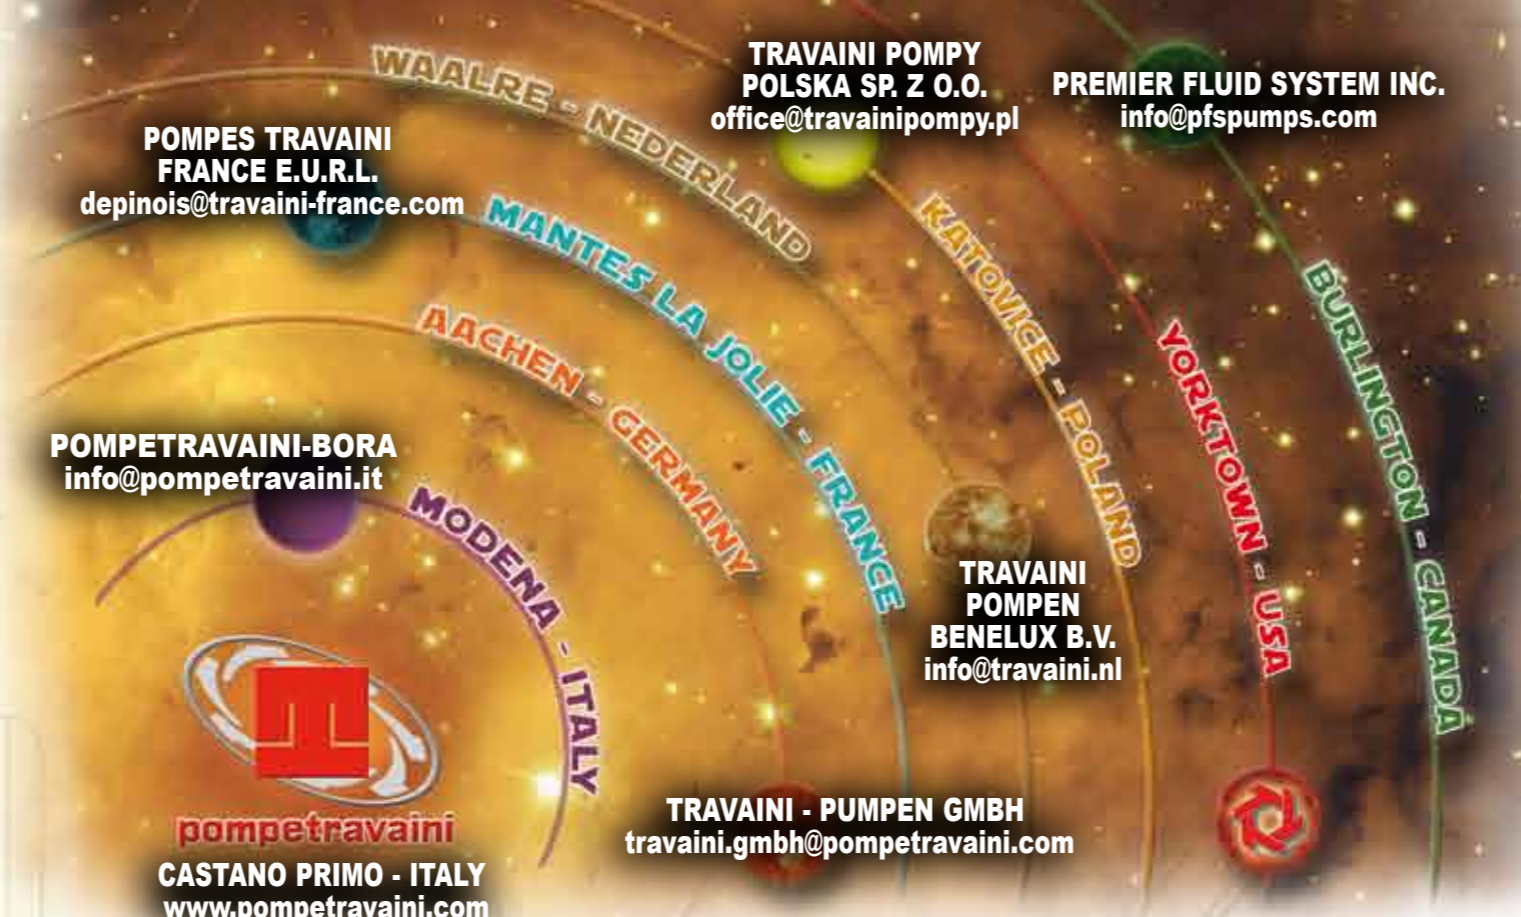 WAALRE - NEDERLAND
TRAVAINI POMPY
POLSKA SP. Z O.O.
office@travainipompy.pl
PREMIER FLUID SYSTEM INC.
info@pfspumps.com
POMPES TRAVAINI
FRANCE E.U.R.L.
depinois@travaini-france.com
MANTES LA JOLIE - FRANCE
KATOVICE - POLAND
BURLINGTON - CANADA
AACHEN - GERMANY
YORKTOWN - USA
POMPETRAVAINI-BORA
info@pompetravaini.it
MODENA - ITALY
TRAVAINI
POMPEN
BENELUX B.V.
info@travaini.nl
pompetravaini
CASTANO PRIMO - ITALY
www.pompetravaini.com
TRAVAINI - PUMPEN GMBH
travaini.gmbh@pompetravaini.com